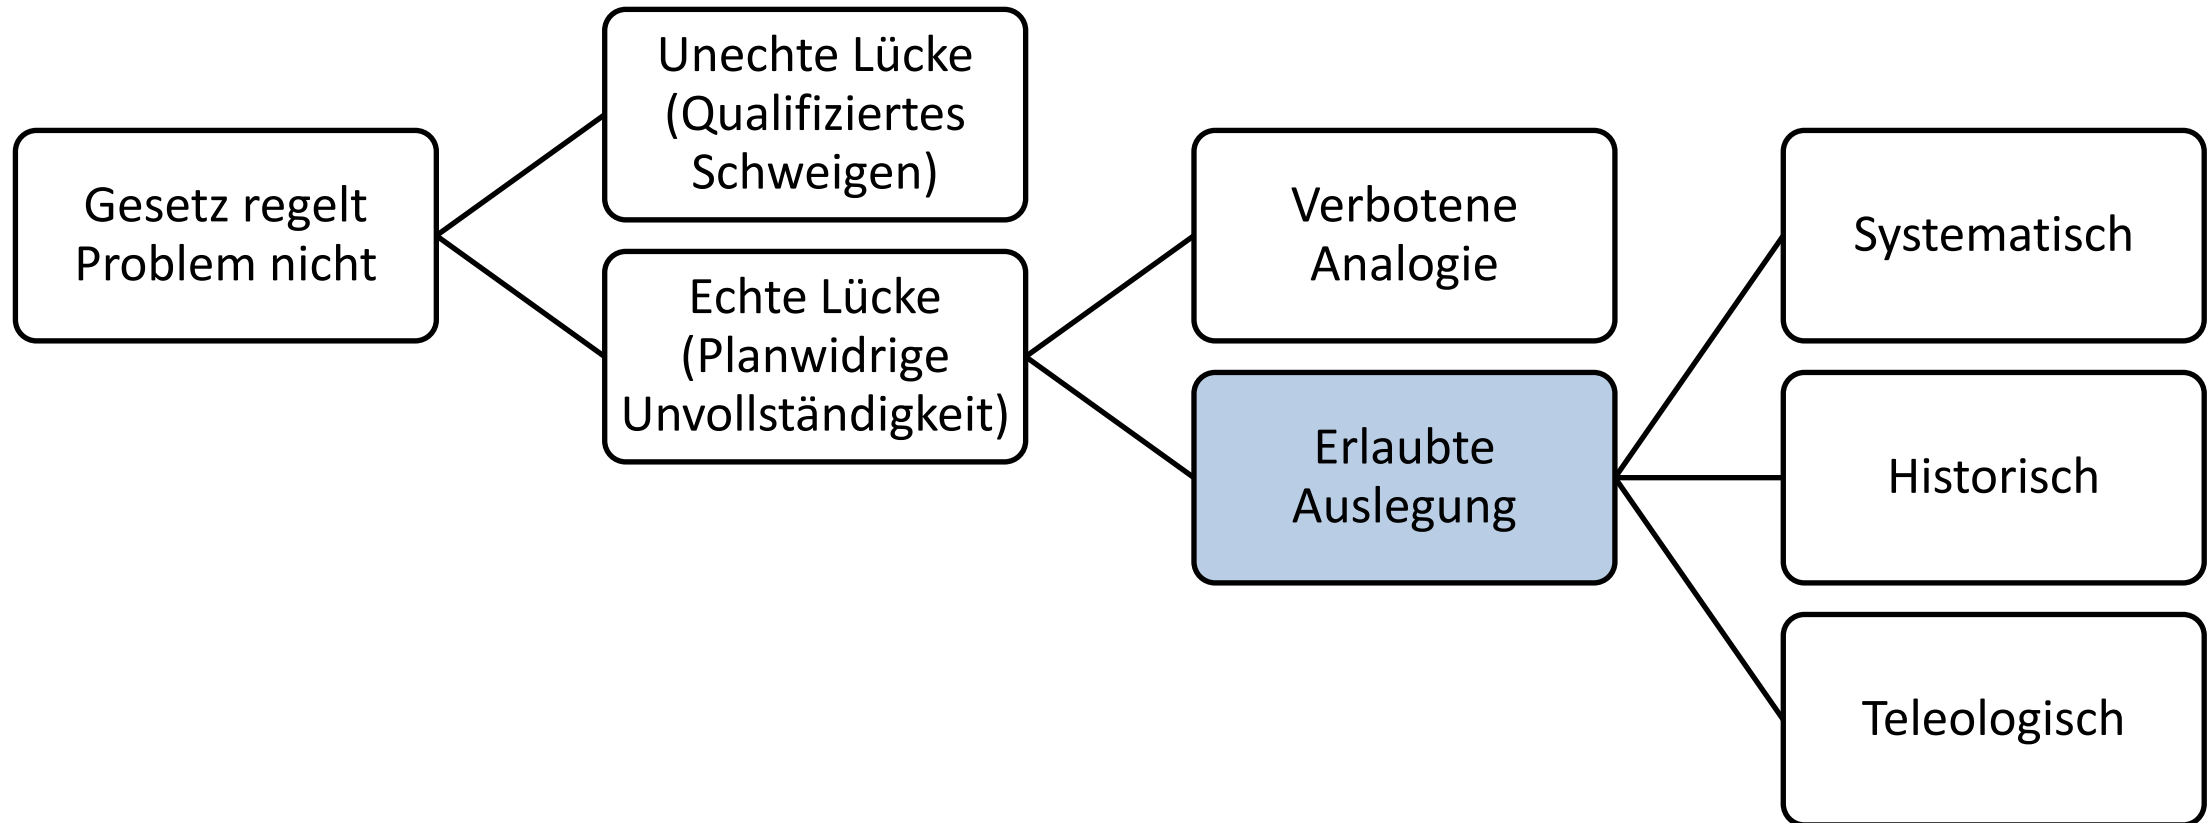 Gesetz regelt
Problem nicht
Unechte Lücke
(Qualifiziertes
Schweigen)
Echte Lücke
(Planwidrige
Unvollständigkeit)
Verbotene
Analogie
Erlaubte
Auslegung
Systematisch
Historisch
Teleologisch